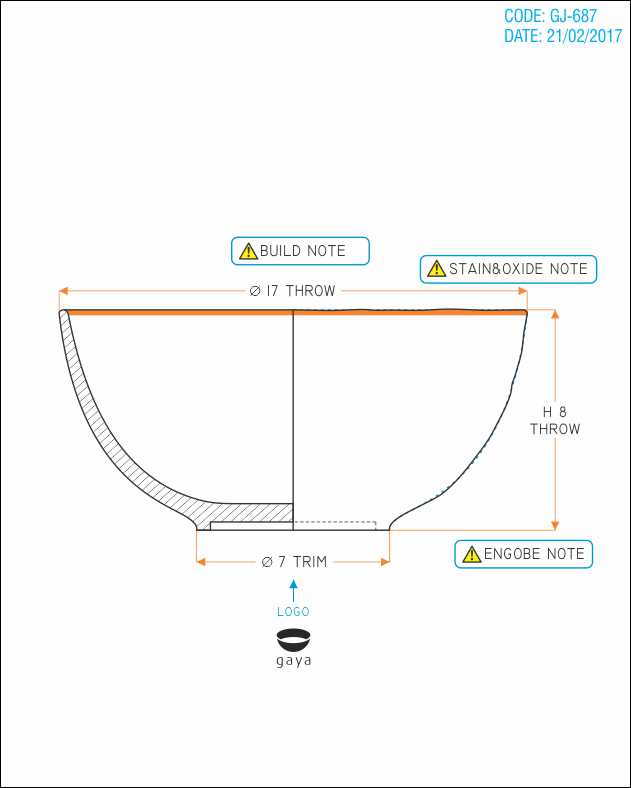 CODE: GJ-687
DATE: 21/02/2017
BUILD NOTE
STAIN&OXIDE NOTE
Ø 17 THROW
H 8
THROW
ENGOBE NOTE
Ø 7 TRIM
LOGO
gaya